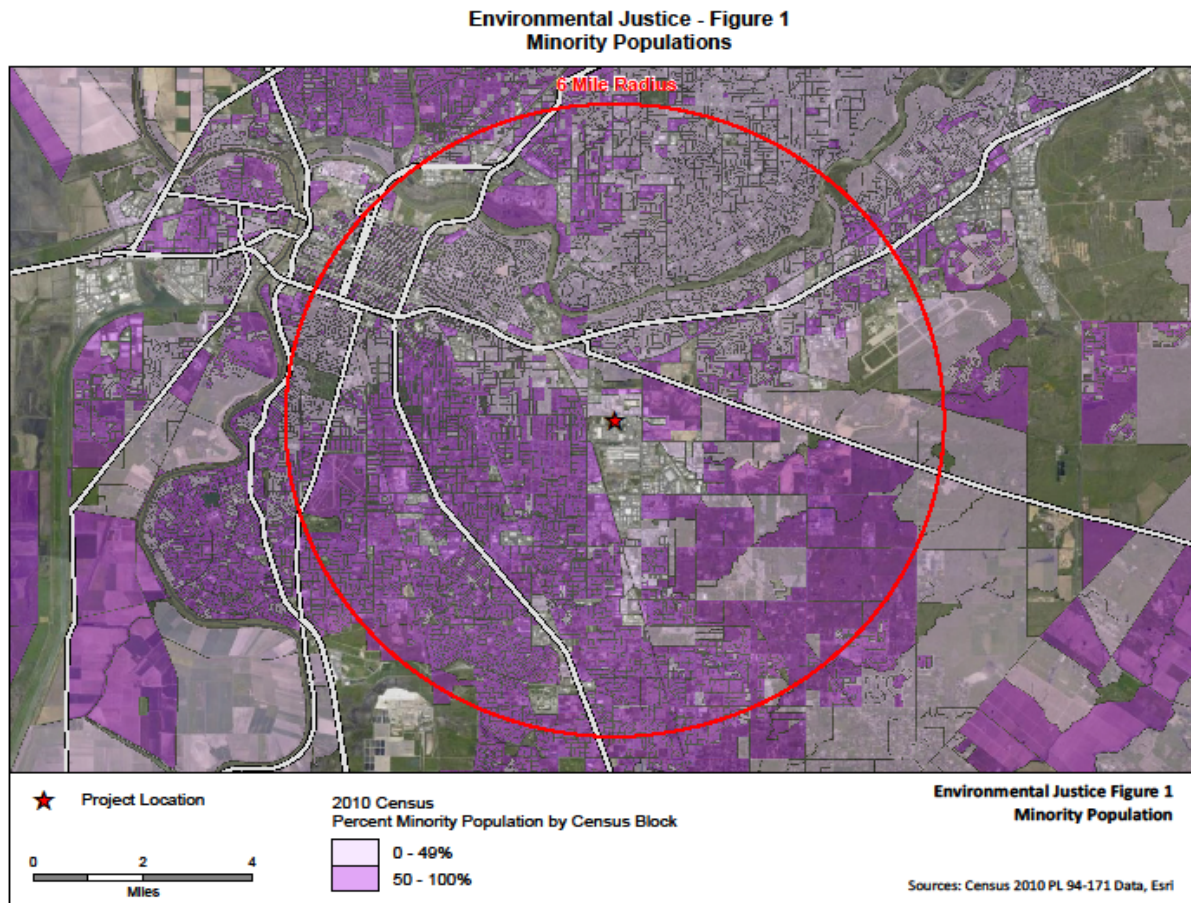 Environmental Justice - Figure 1
Minority Populations
6 Mile Radius
Project Location
0 2 4
Miles
2010 Census
Percent Minority Population by Census Block
0 - 49%
50 - 100%
Environmental Justice Figure 1
Minority Population
Sources: Census 2010 PL 94-171 Data, Esri